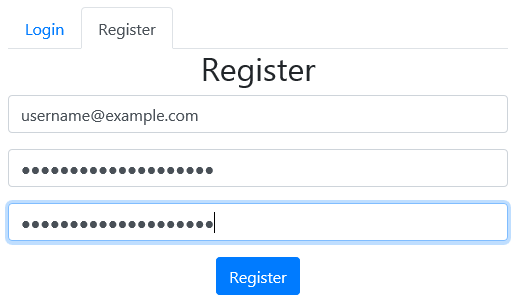 Login Register
Register
username@example.com
●●●●●●●●●●●●●●●●●●●●
●●●●●●●●●●●●●●●●●●●●
Register